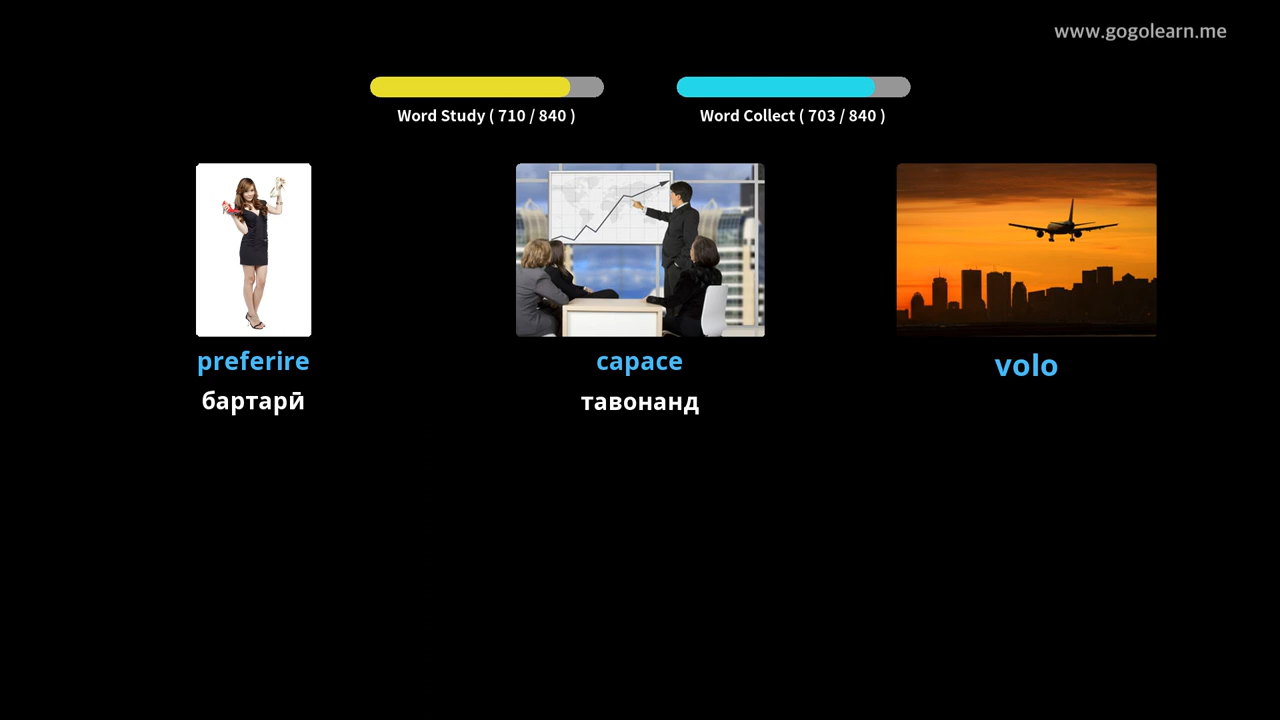 www.gogolearn.me
Word Study ( 710 / 840 )
Word Collect ( 703 / 840 )
preferire
бартарӣ
capace
тавонанд
volo